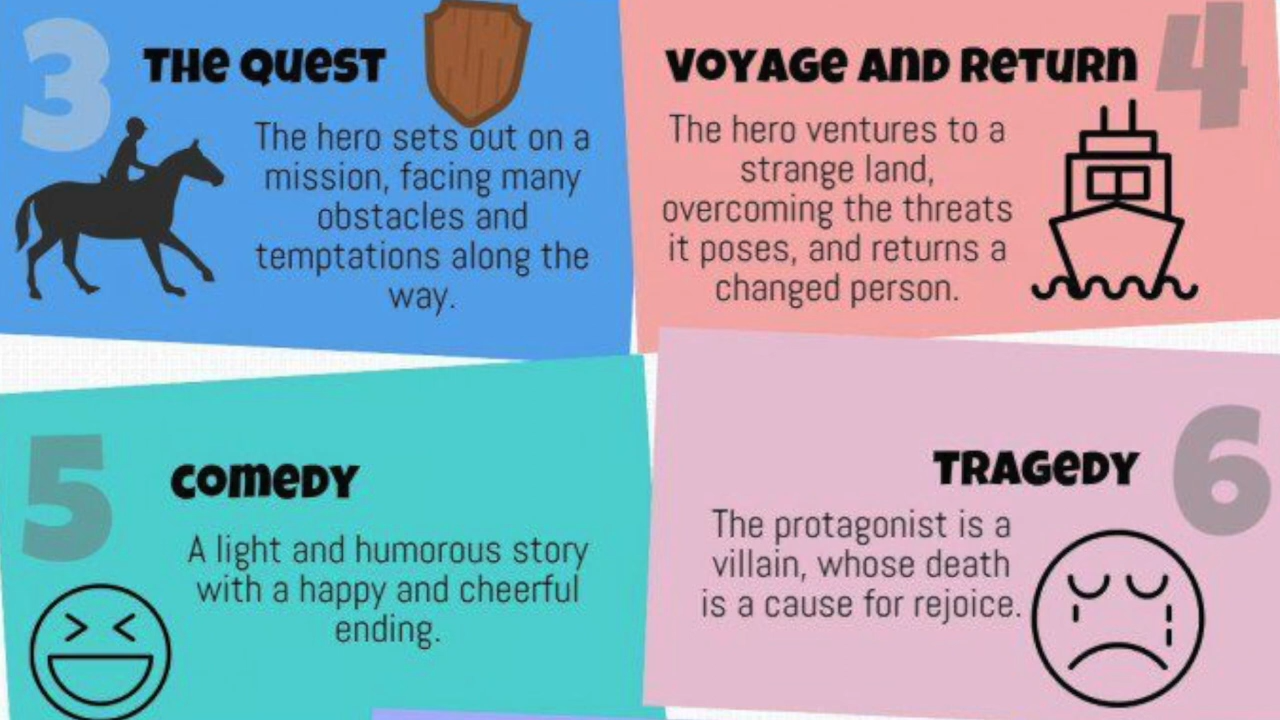 3
THE QUEST
The hero sets out on a
mission, facing many
obstacles and
temptations along the
way.
4
VOYAGE AND RETURN
The hero ventures to a
strange land,
overcoming the threats
it poses, and returns a
changed person.
5
COMEDY
A light and humorous story
with a happy and cheerful
ending.
6
TRAGEDY
The protagonist is a
villain, whose death
is a cause for rejoice.